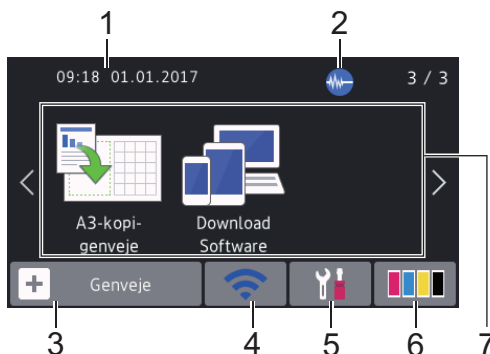 1
2
09:18 01.01.2017
3 / 3
A3-kopi-
genveje
Download
Software
Genveje
3
4
5
6
7